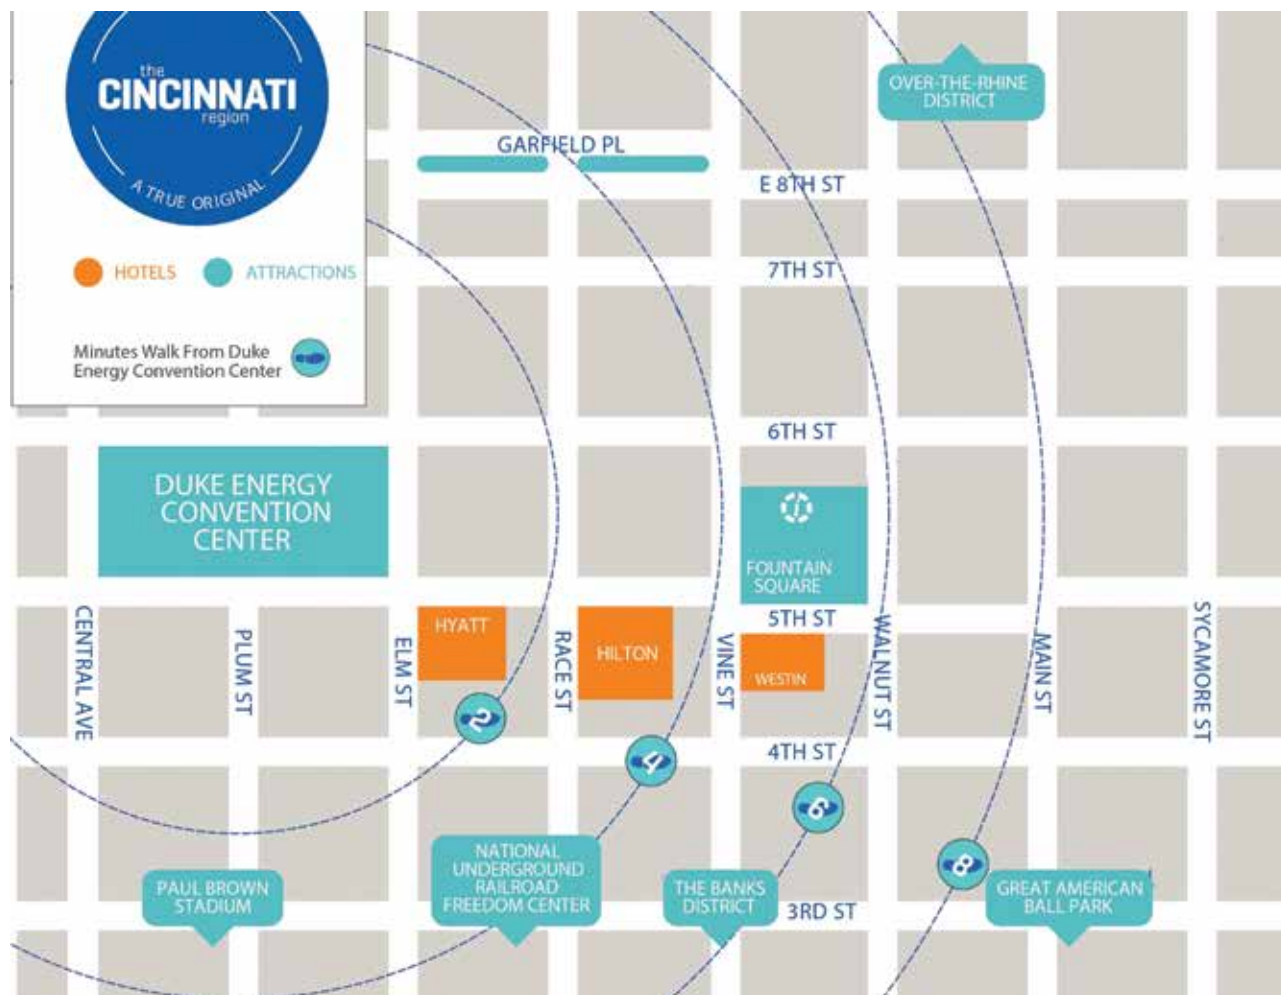 the
CINCINNATI
region
A TRUE ORIGINAL
HOTELS
ATTRACTIONS
Minutes Walk From Duke
Energy Convention Center
OVER-THE-RHINE
DISTRICT
GARFIELD PL
E 8TH ST
7TH ST
6TH ST
DUKE ENERGY
CONVENTION
CENTER
FOUNTAIN
SQUARE
5TH ST
CENTRAL AVE
PLUM ST
ELM ST
HYATT
RACE ST
HILTON
VINE ST
WESTIN
WALNUT ST
MAIN ST
SYCAMORE ST
2
4
4TH ST
6
8
PAUL BROWN
STADIUM
NATIONAL
UNDERGROUND
RAILROAD
FREEDOM CENTER
THE BANKS
DISTRICT
3RD ST
GREAT AMERICAN
BALL PARK